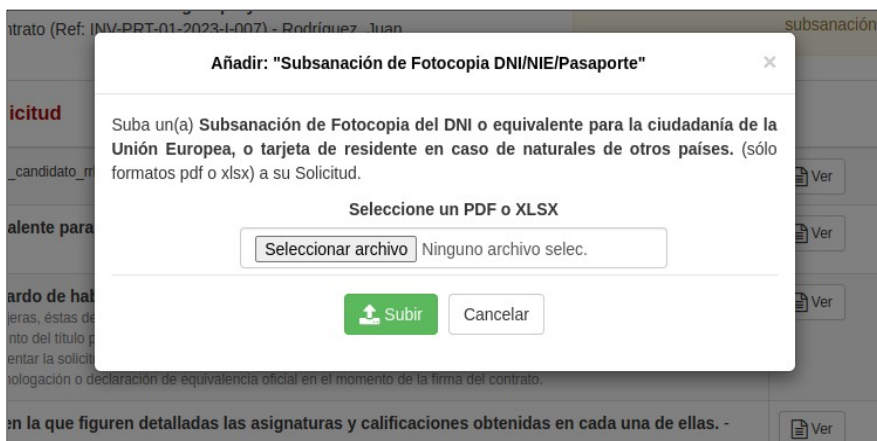 ntrato (Ref: INV-PRT-01-2023-I-007) - Rodríguez, Juan
subsanación
Añadir: "Subsanación de Fotocopia DNI/NIE/Pasaporte"
×
icitud
Suba un(a) Subsanación de Fotocopia del DNI o equivalente para la ciudadanía de la
Unión Europea, o tarjeta de residente en caso de naturales de otros países. (sólo
formatos pdf o xlsx) a su Solicitud.
_candidato_
Ver
Seleccione un PDF o XLSX
alente para
Ver
Seleccionar archivo Ninguno archivo selec.
ardo de hab
Ver
jeras, éstas de
Subir Cancelar
nto del título p
entar la solicit
ologación o declaración de equivalencia oficial en el momento de la firma del contrato.
en la que figuren detalladas las asignaturas y calificaciones obtenidas en cada una de ellas. -
Ver